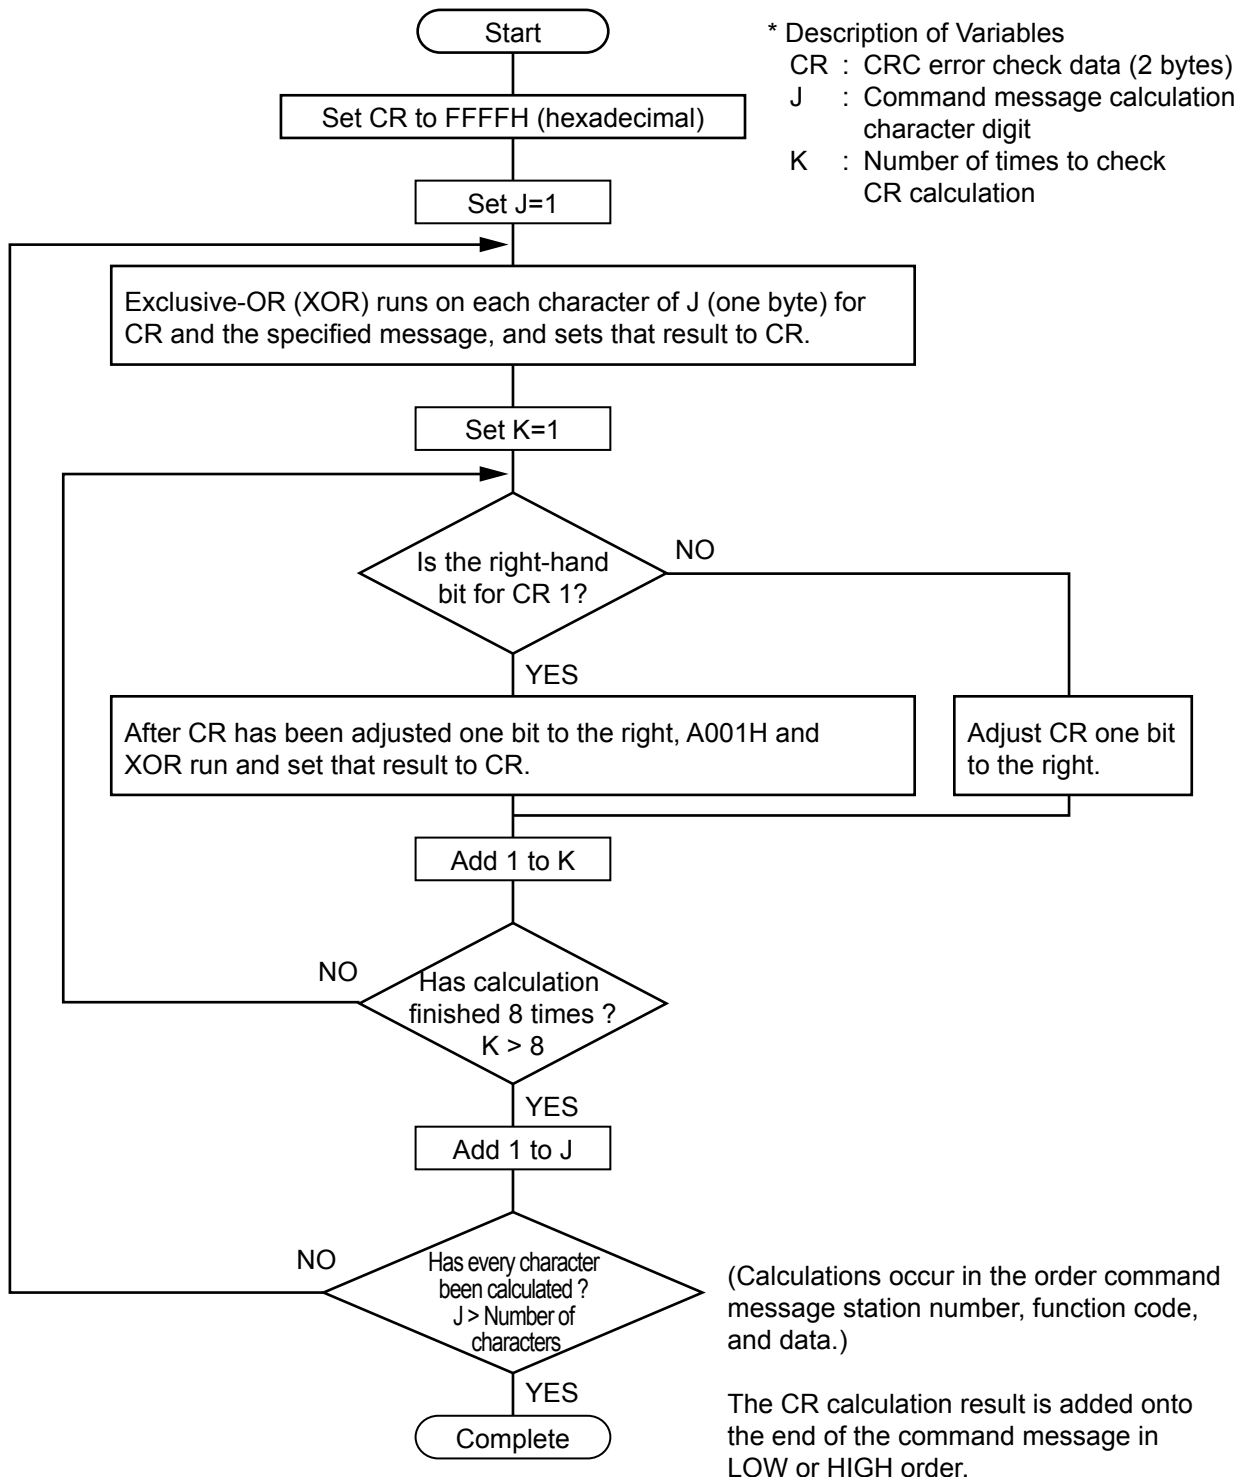 Start
* Description of Variables
CR : CRC error check data (2 bytes)
J : Command message calculation
character digit
K : Number of times to check
CR calculation
Set CR to FFFFH (hexadecimal)
Set J=1
Exclusive-OR (XOR) runs on each character of J (one byte) for
CR and the specified message, and sets that result to CR.
Set K=1
Is the right-hand
bit for CR 1?
NO
YES
After CR has been adjusted one bit to the right, A001H and
XOR run and set that result to CR.
Adjust CR one bit
to the right.
Add 1 to K
NO
Has calculation
finished 8 times ?
K > 8
YES
Add 1 to J
NO
Has every character
been calculated ?
J > Number of
characters
YES
Complete
(Calculations occur in the order command
message station number, function code,
and data.)
The CR calculation result is added onto
the end of the command message in
LOW or HIGH order.